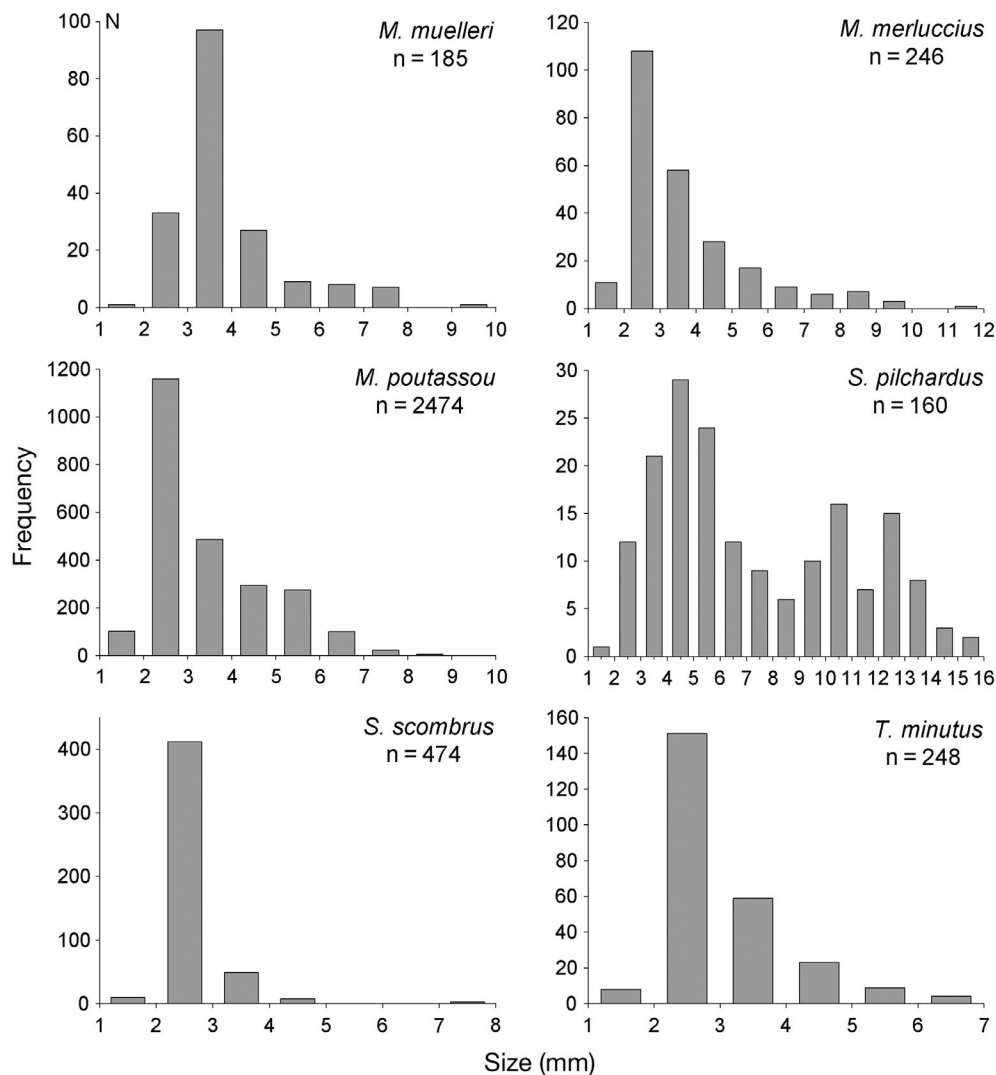 100 N
M. muelleri
n = 185
80
60
40
20
0
1 2 3 4 5 6 7 8 9 10
120
M. merluccius
n = 246
100
80
60
40
20
0
1 2 3 4 5 6 7 8 9 10 12
Frequency
1200
M. poutassou
n = 2474
1000
800
600
400
200
0
1 2 3 4 5 6 7 8 9 10
30
S. pilchardus
n = 160
25
20
15
10
5
0
1 2 3 4 5 6 7 8 9 10 11 12 13 14 15 16
S. scombrus
n = 474
400
300
200
100
0
1 2 3 4 5 6 7 8
160
T. minutus
n = 248
140
120
100
80
60
40
20
0
1 2 3 4 5 6 7
Size (mm)